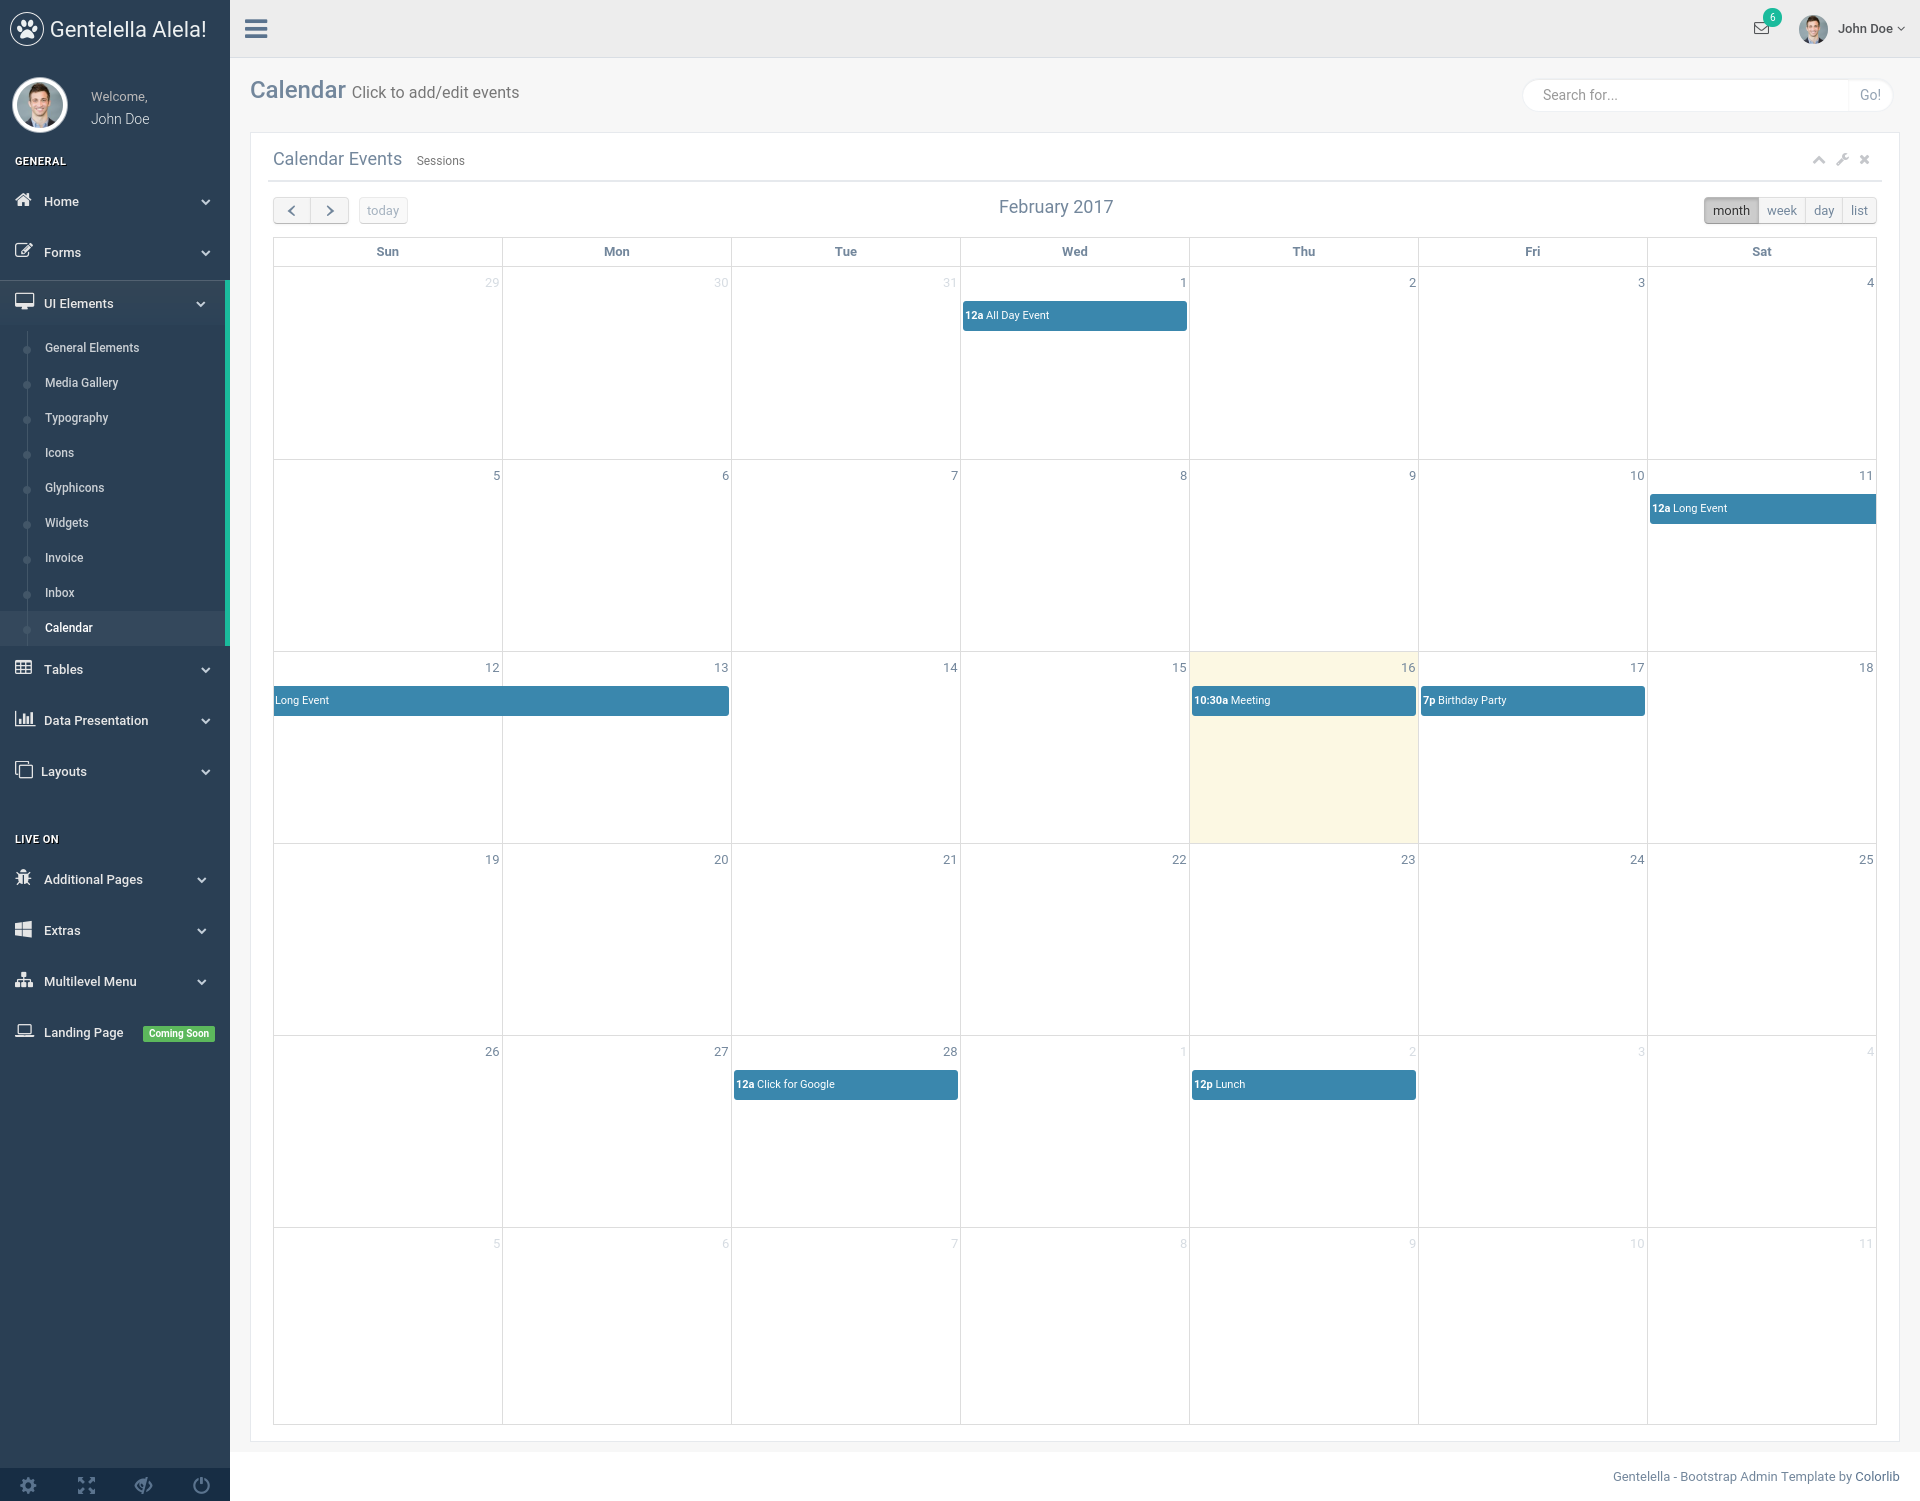 Gentelella Alela!
6
John Doe
Welcome,
John Doe
GENERAL
Home
Forms
UI Elements
General Elements
Media Gallery
Typography
Icons
Glyphicons
Widgets
Invoice
Inbox
Calendar
Tables
Data Presentation
Layouts
LIVE ON
Additional Pages
Extras
Multilevel Menu
Landing Page Coming Soon
Calendar Click to add/edit events
Search for... Go!
Calendar Events Sessions
today February 2017 month week day list
Sun Mon Tue Wed Thu Fri Sat
29 30 31 1 2 3 4
12a All Day Event
5 6 7 8 9 10 11
12a Long Event
12 13 14 15 16 17 18
Long Event 10:30a Meeting 7p Birthday Party
19 20 21 22 23 24 25
26 27 28 1 2 3 4
12a Click for Google 12p Lunch
5 6 7 8 9 10 11
Gentelella - Bootstrap Admin Template by Colorlib